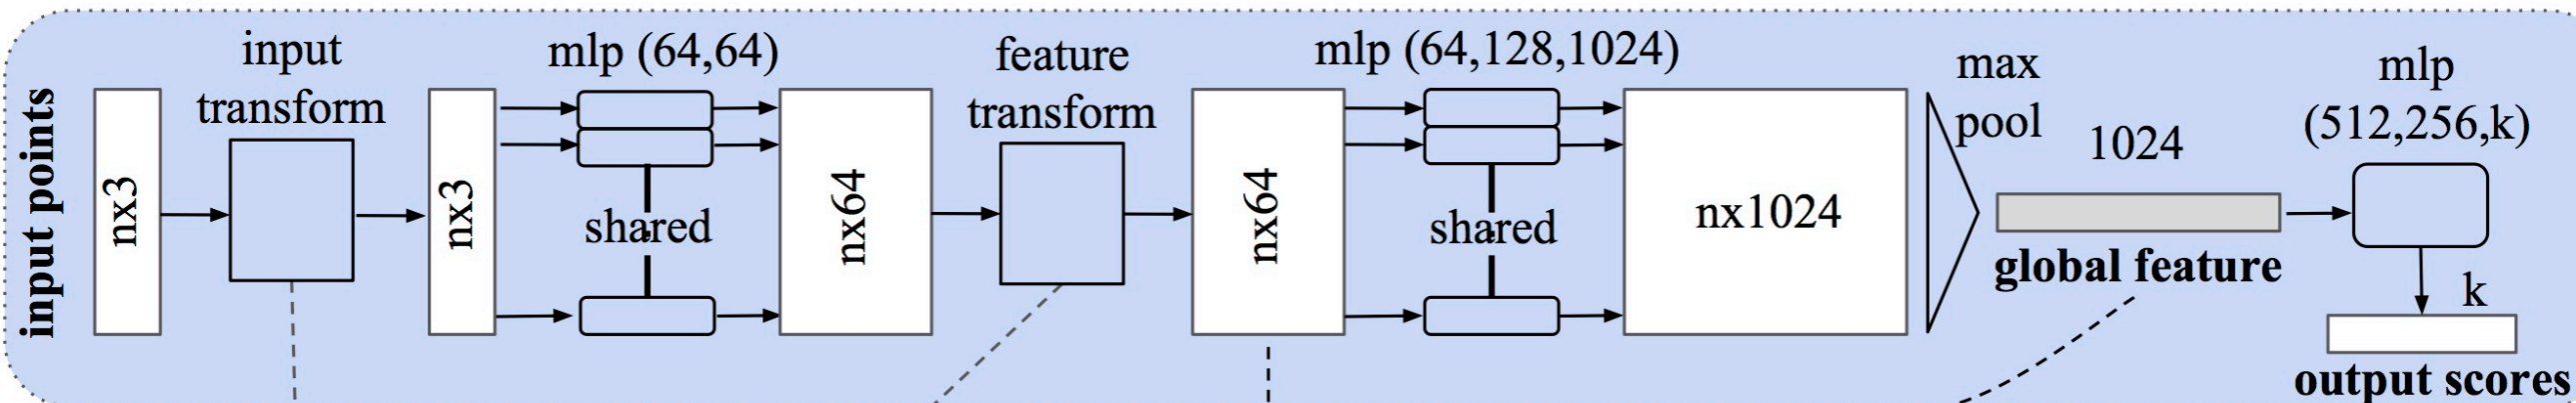 input points
nx3
input
transform
nx3
mlp (64,64)
shared
nx64
feature
transform
nx64
mlp (64,128,1024)
shared
nx1024
max
pool
1024
global feature
mlp
(512,256,k)
k
output scores